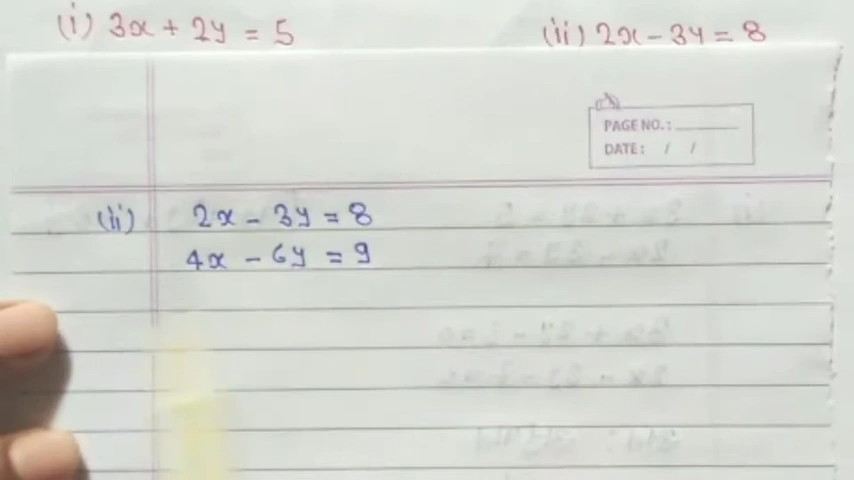 (i) 3x + 2y = 5 (ii) 2x - 3y = 8
PAGE NO.:
DATE: / /
(ii) 2x - 3y = 8
4x - 6y = 9